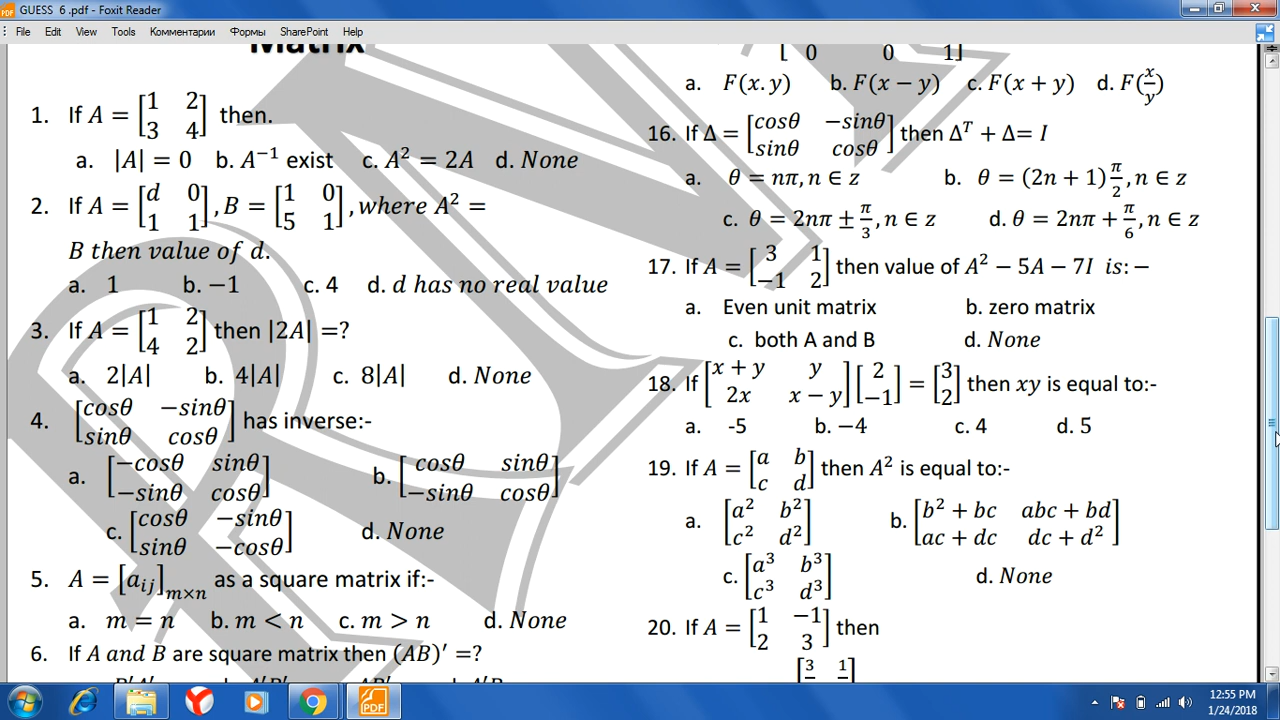 GUESS 6 .pdf - Foxit Reader
File Edit View Tools Комментарии Формы SharePoint Help
Matrix
1. If A = [1 2
3 4] then.
a. |A| = 0 b. A⁻¹ exist c. A² = 2A d. None
2. If A = [d 0
1 1], B = [1 0
5 1], where A² =
B then value of d.
a. 1 b. −1 c. 4 d. d has no real value
3. If A = [1 2
4 2] then |2A| =?
a. 2|A| b. 4|A| c. 8|A| d. None
4. [cosθ −sinθ
sinθ cosθ] has inverse:-
a. [−cosθ sinθ
−sinθ cosθ] b. [cosθ sinθ
−sinθ cosθ]
c. [cosθ −sinθ
sinθ −cosθ] d. None
5. A = [aij]m×n as a square matrix if:-
a. m = n b. m < n c. m > n d. None
6. If A and B are square matrix then (AB)′ =?
[0 0 1]
a. F(x.y) b. F(x − y) c. F(x + y) d. F(x/y)
16. If Δ = [cosθ −sinθ
sinθ cosθ] then Δᵀ + Δ= I
a. θ = nπ, n ∈ z b. θ = (2n + 1)π/2, n ∈ z
c. θ = 2nπ ± π/3, n ∈ z d. θ = 2nπ + π/6, n ∈ z
17. If A = [3 1
−1 2] then value of A² − 5A − 7I is: −
a. Even unit matrix b. zero matrix
c. both A and B d. None
18. If [x + y y
2x x − y] [2
−1] = [3
2] then xy is equal to:-
a. -5 b. −4 c. 4 d. 5
19. If A = [a b
c d] then A² is equal to:-
a. [a² b²
c² d²] b. [b² + bc abc + bd
ac + dc dc + d²]
c. [a³ b³
c³ d³] d. None
20. If A = [1 −1
2 3] then
[3 1]
12:55 PM
1/24/2018